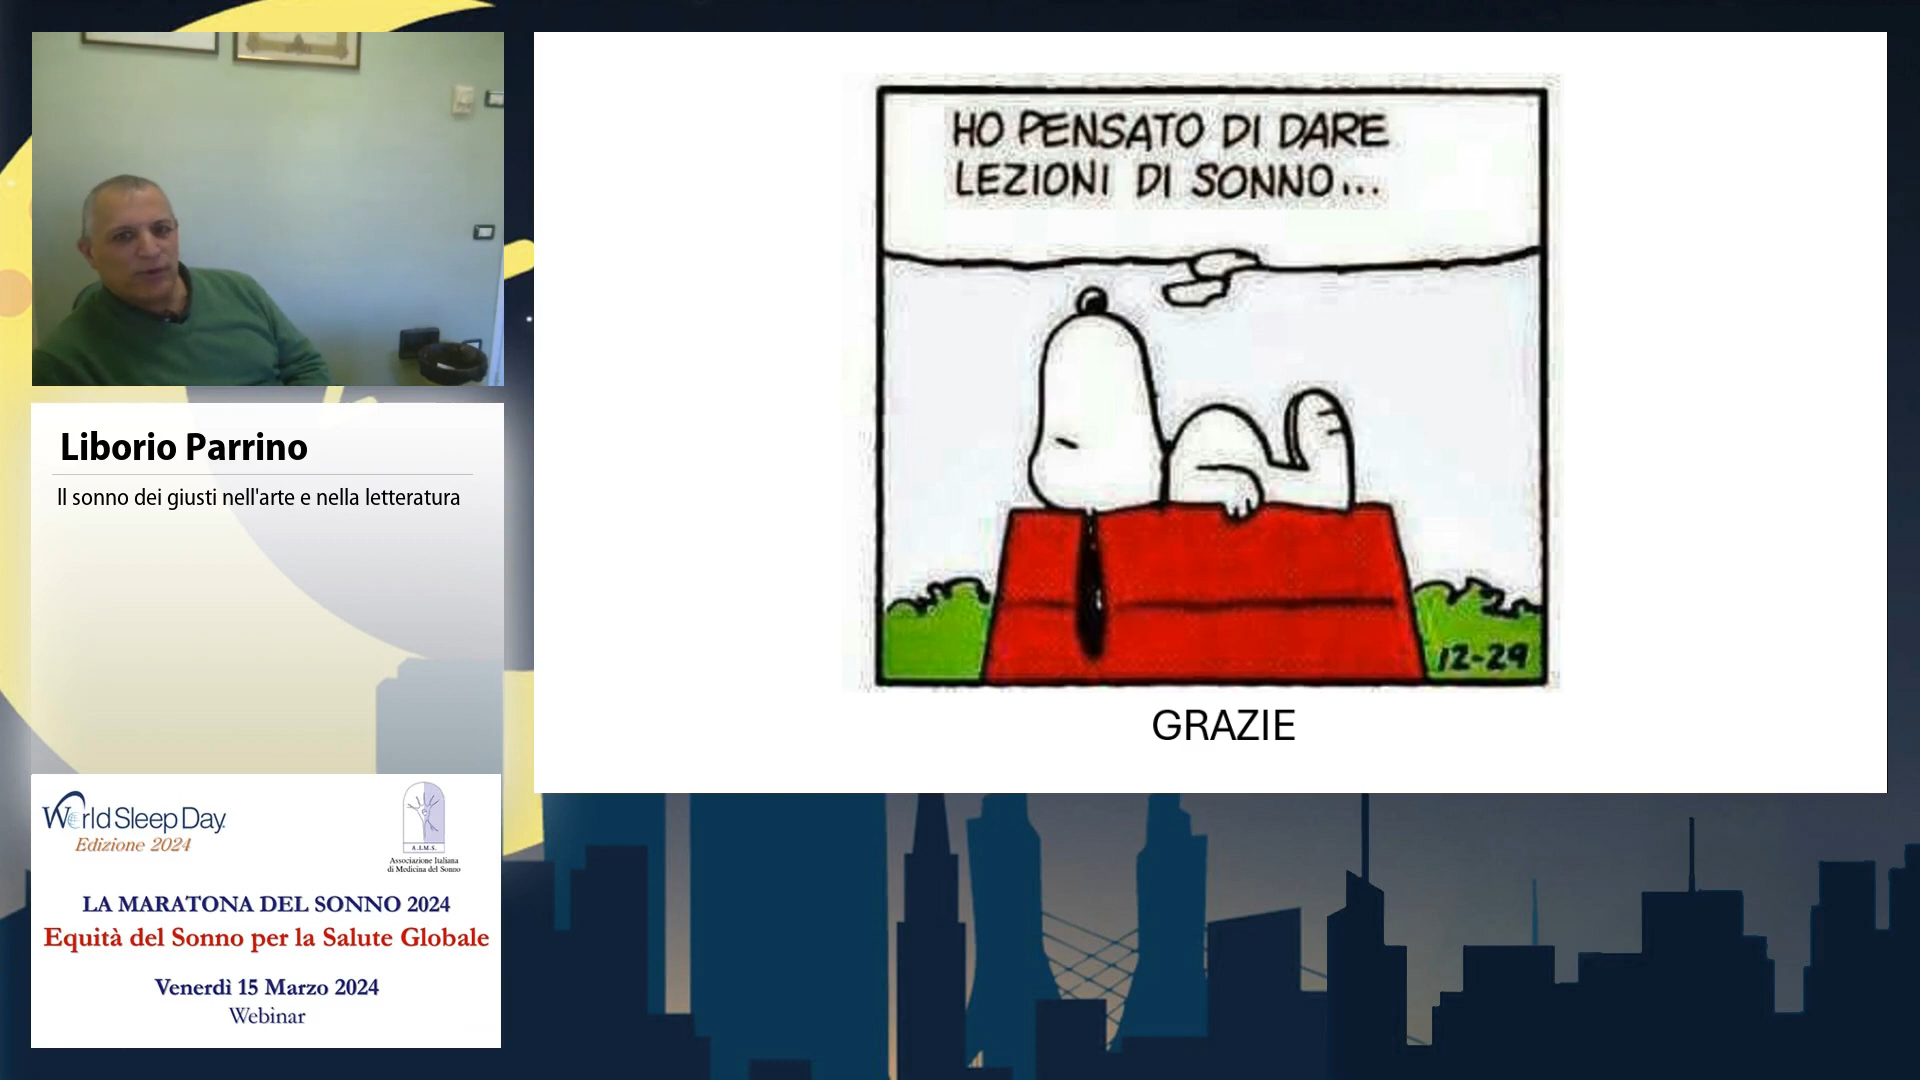 HO PENSATO DI DARE
LEZIONI DI SONNO...
12-29
GRAZIE
Liborio Parrino
Il sonno dei giusti nell'arte e nella letteratura
World Sleep Day.
Edizione 2024
A.I.M.S.
Associazione Italiana
di Medicina del Sonno
LA MARATONA DEL SONNO 2024
Equità del Sonno per la Salute Globale
Venerdì 15 Marzo 2024
Webinar